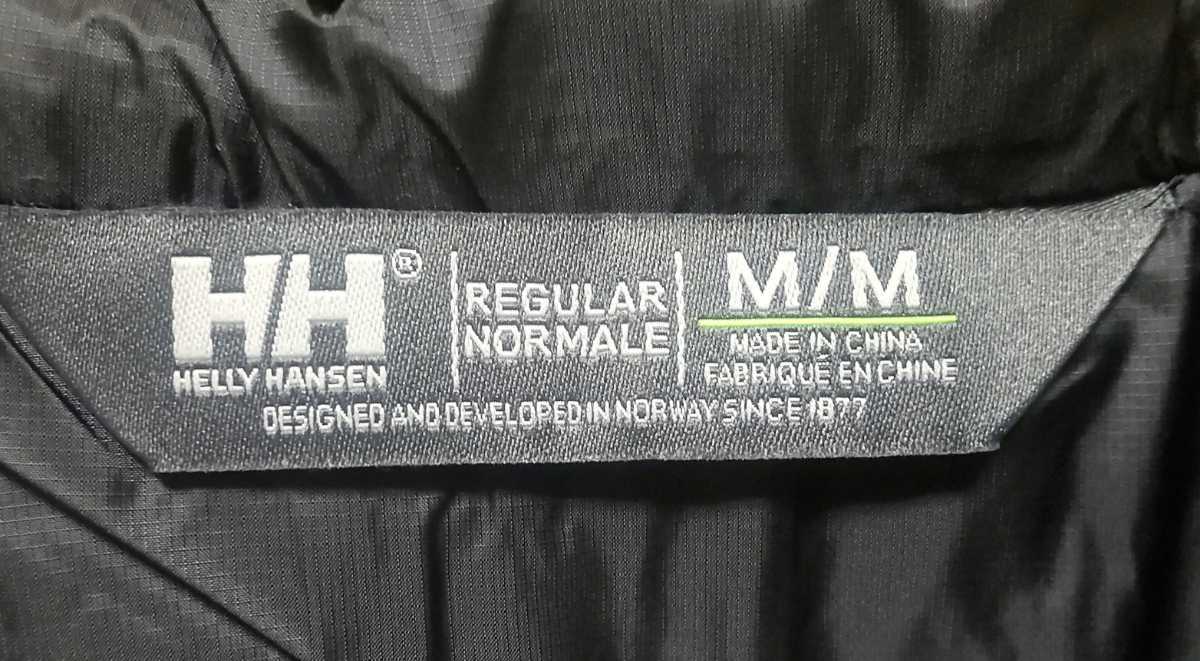 HH®
HELLY HANSEN
REGULAR
NORMALE
M/M
MADE IN CHINA
FABRIQUÉ EN CHINE
DESIGNED AND DEVELOPED IN NORWAY SINCE 1877